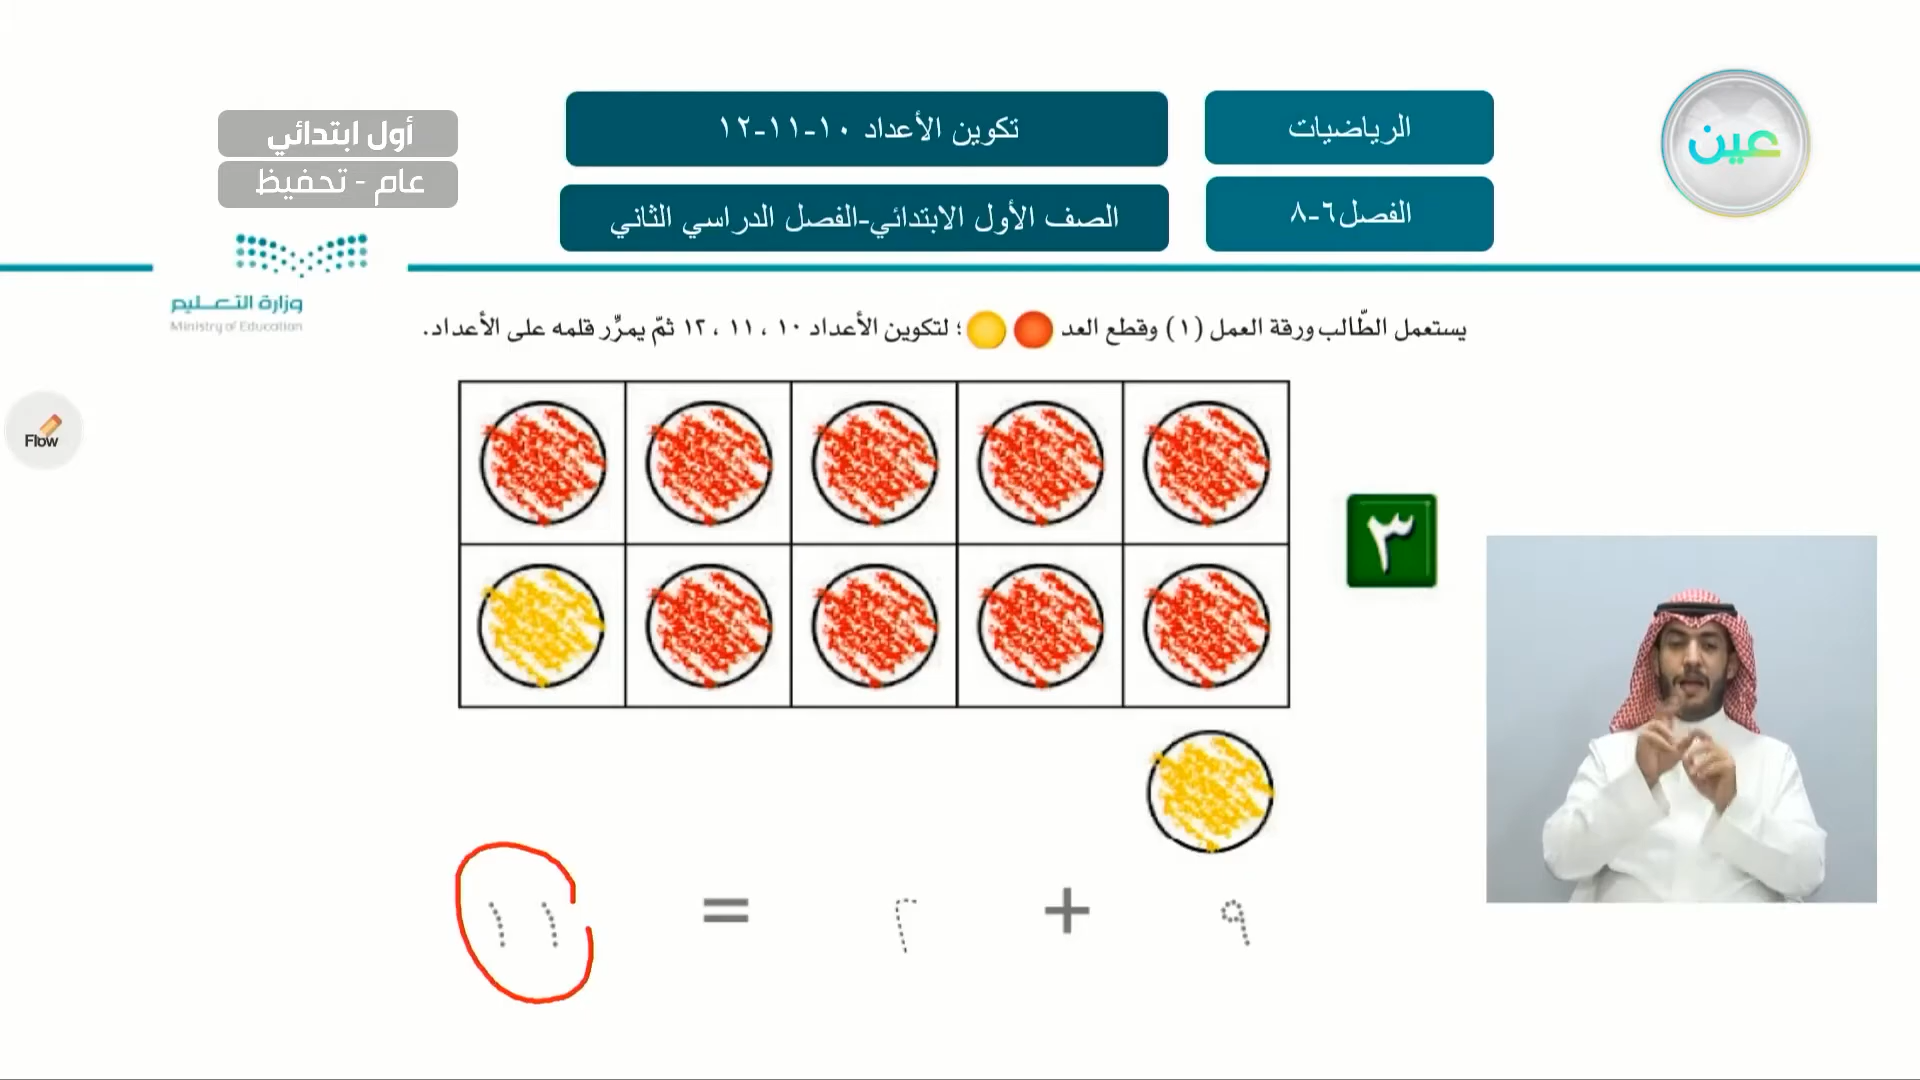 عين
الرياضيات
تكوين الأعداد ١٠-١١-١٢
أول ابتدائي
عام - تحفيظ
الفصل٦-٨
الصف الأول الابتدائي-الفصل الدراسي الثاني
وزارة التعـــليم
Ministry of Education
يستعمل الطّالب ورقة العمل (١) وقطع العد ؛ لتكوين الأعداد ١٠ ، ١١ ، ١٢ ثمّ يمرِّر قلمه على الأعداد.
Flow
٣
٩ + ٢ = ١١